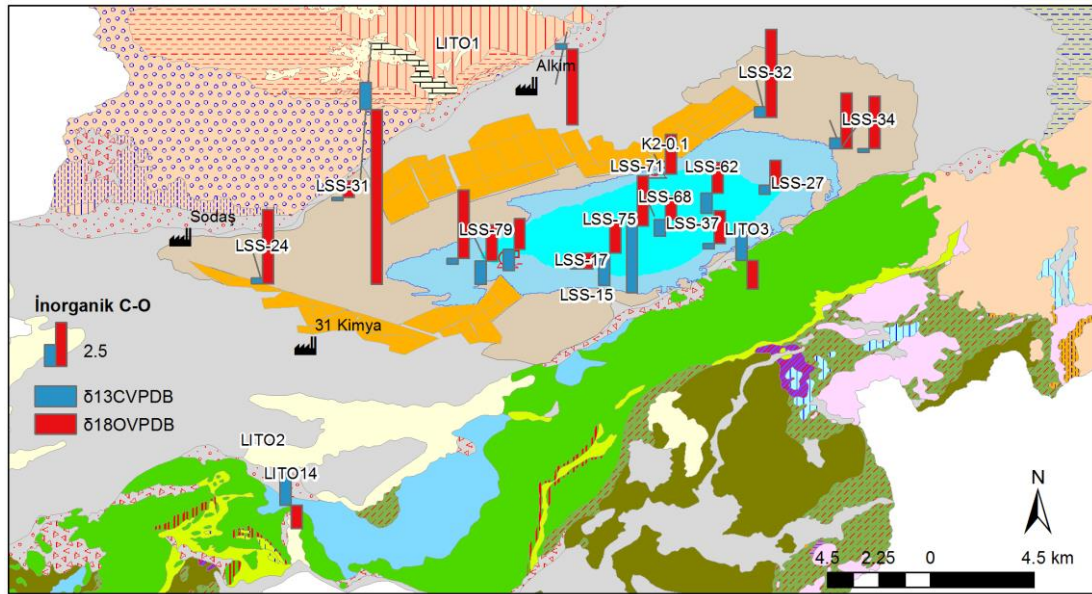 LITO1
Alkim
LSS-32
LSS-34
K2-0.1
LSS-71
LSS-62
LSS-31
LSS-27
LSS-68
Sodaş
LSS-24
LSS-79
LSS-75
LSS-37
LITO3
LSS-17
LSS-15
İnorganik C-O
2.5
31 Kimya
δ13CVPDB
δ18OVPDB
LITO2
LITO14
N
4.5 2.25 0 4.5 km